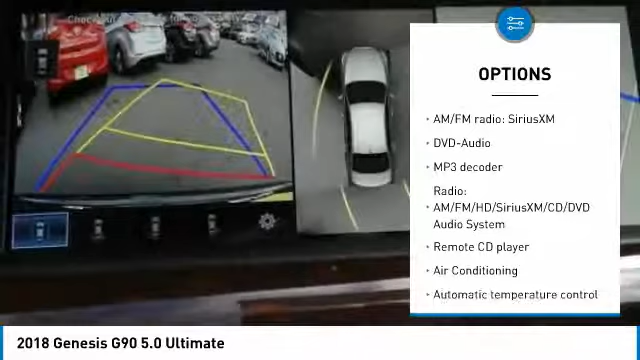 OPTIONS
AM/FM radio: SiriusXM
DVD-Audio
MP3 decoder
Radio:
AM/FM/HD/SiriusXM/CD/DVD
Audio System
Remote CD player
Air Conditioning
Automatic temperature control
2018 Genesis G90 5.0 Ultimate